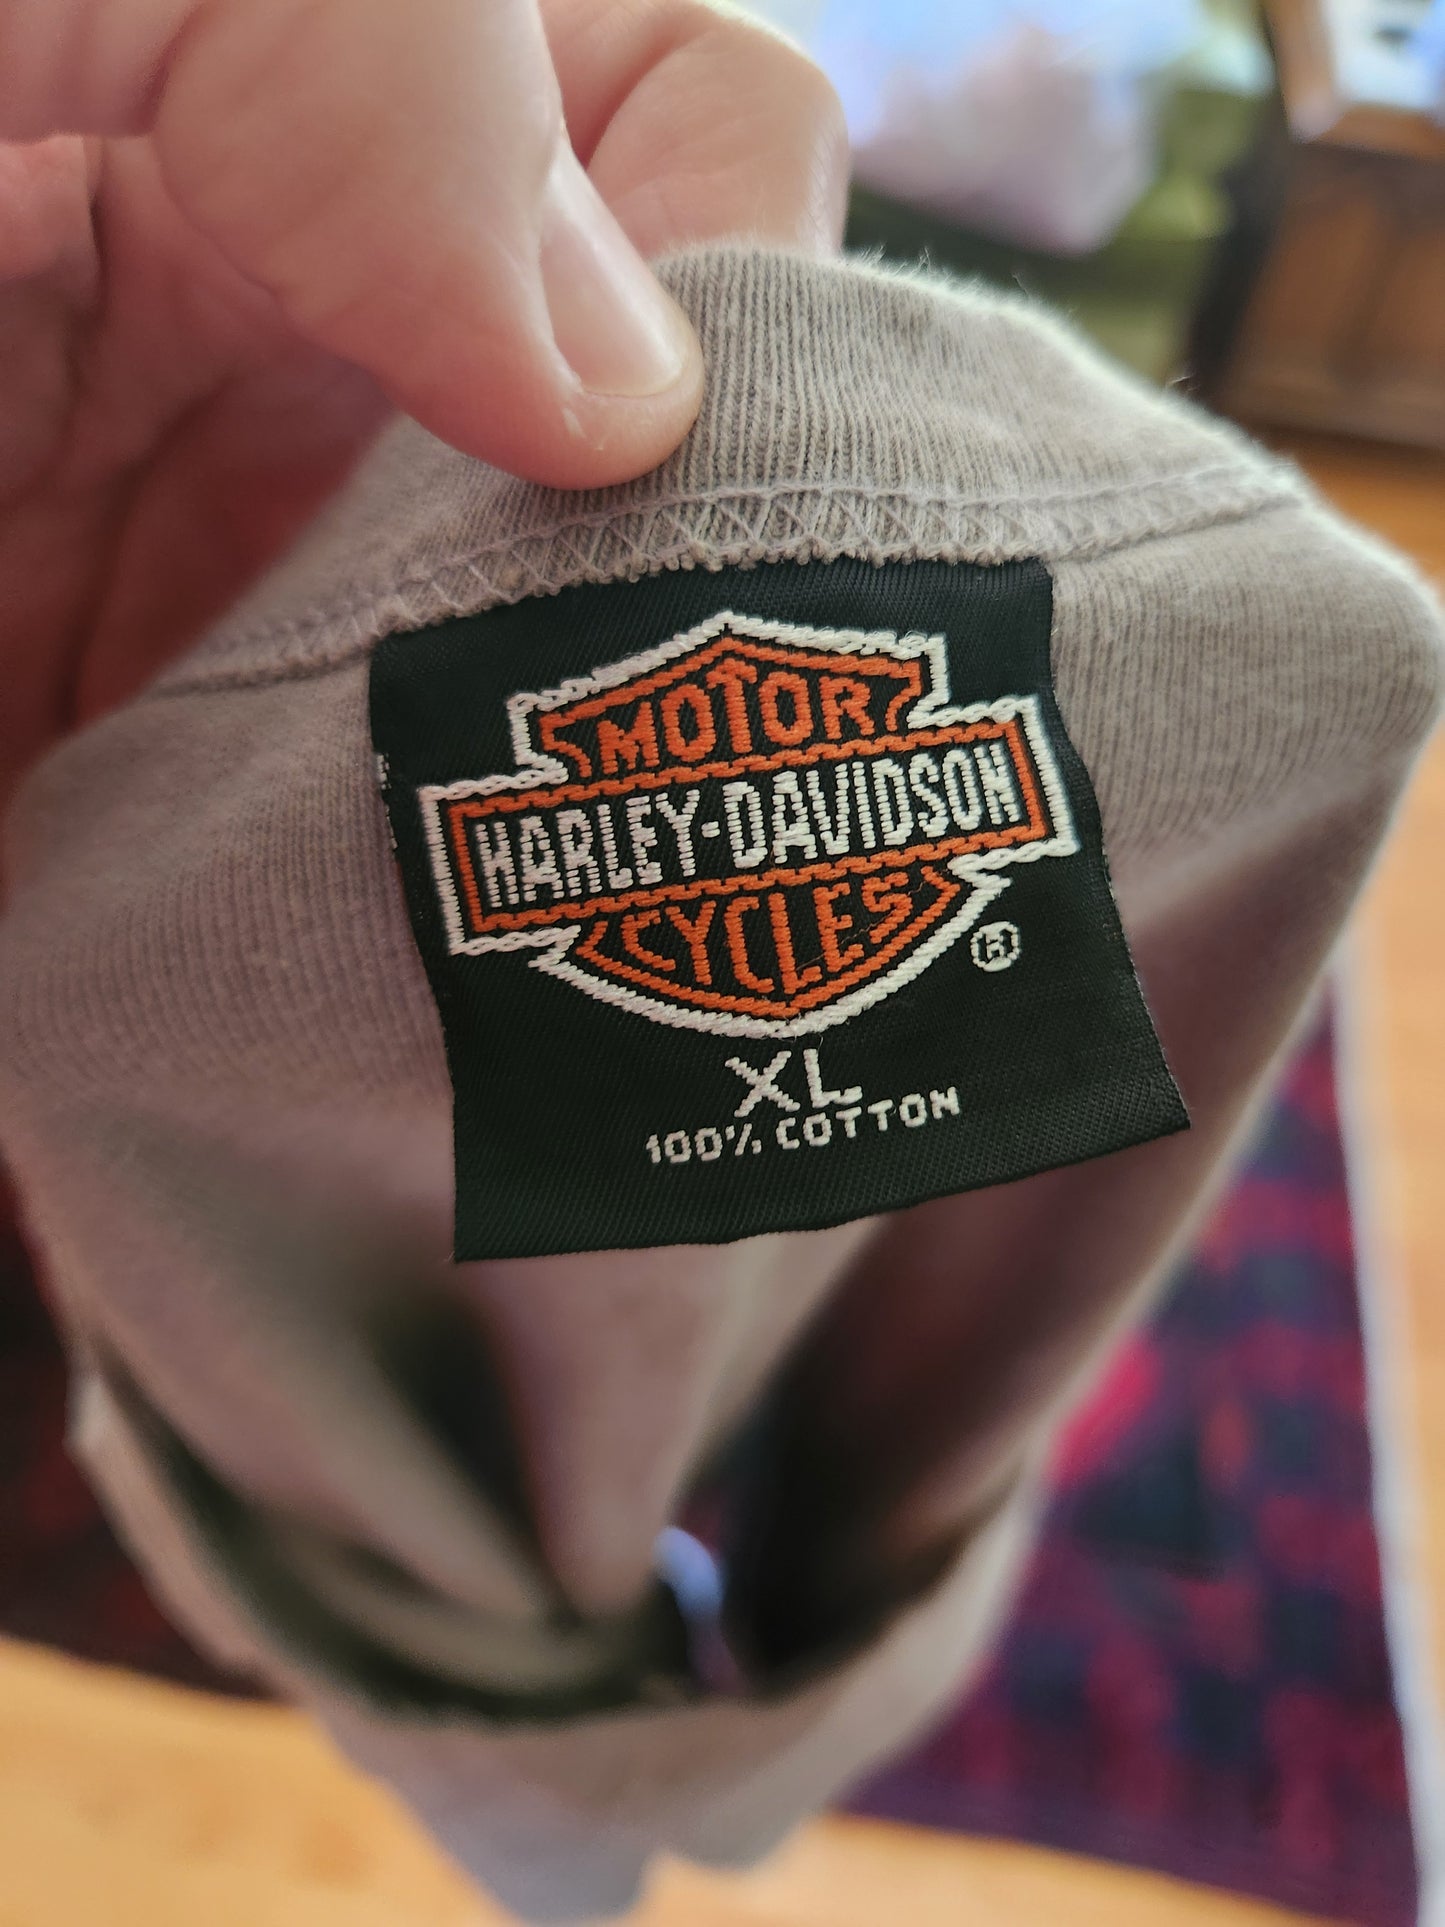 MOTOR
HARLEY-DAVIDSON
CYCLES
®
XL
100% COTTON